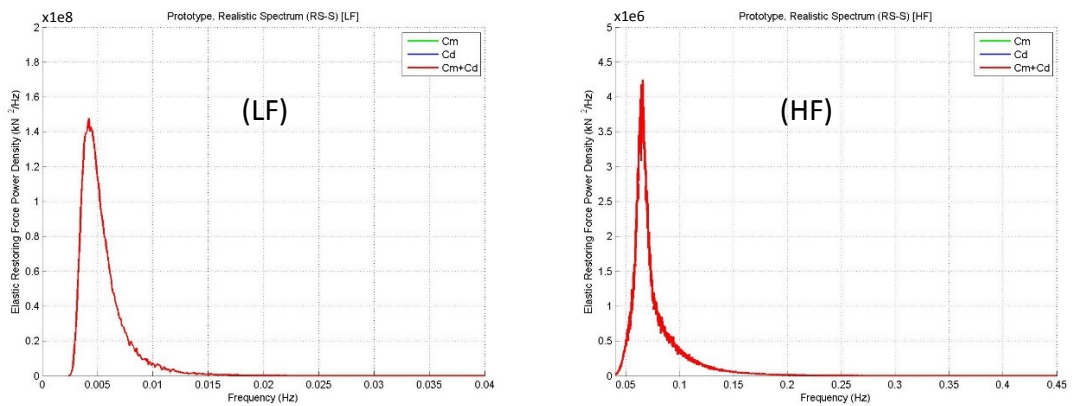 x1e8
Prototype, Realistic Spectrum (RS-S) [LF]
2
1.8
1.6
1.4
1.2
1
0.8
0.6
0.4
0.2
0
Elastic Restoring Force Power Density (kN^2/Hz)
(LF)
Cm
Cd
Cm+Cd
0 0.005 0.01 0.015 0.02 0.025 0.03 0.035 0.04
Frequency (Hz)
x1e6
Prototype, Realistic Spectrum (RS-S) [HF]
5
4.5
4
3.5
3
2.5
2
1.5
1
0.5
0
Elastic Restoring Force Power Density (kN^2/Hz)
(HF)
Cm
Cd
Cm+Cd
0.05 0.1 0.15 0.2 0.25 0.3 0.35 0.4 0.45
Frequency (Hz)